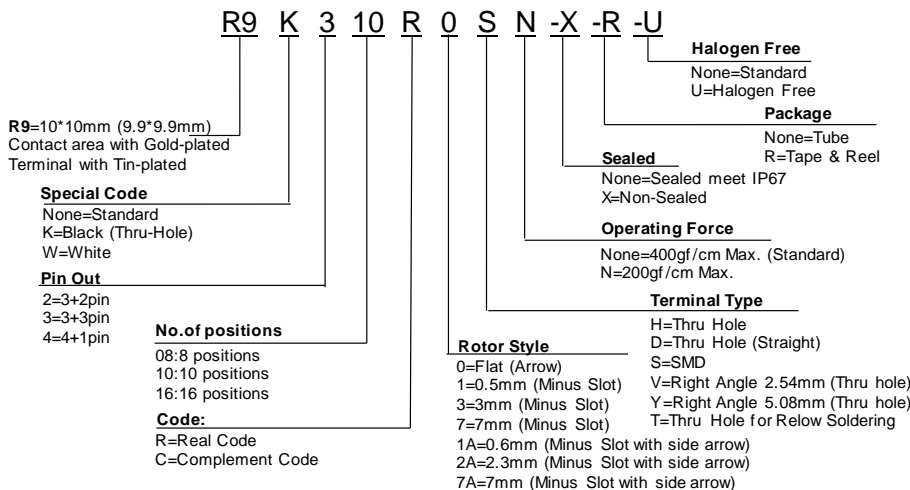 R9 K 3 10 R 0 S N -X -R -U
Halogen Free
None=Standard
U=Halogen Free
Package
None=Tube
R=Tape & Reel
Sealed
None=Sealed meet IP67
X=Non-Sealed
Operating Force
None=400gf/cm Max. (Standard)
N=200gf/cm Max.
Terminal Type
H=Thru Hole
D=Thru Hole (Straight)
S=SMD
V=Right Angle 2.54mm (Thru hole)
Y=Right Angle 5.08mm (Thru hole)
T=Thru Hole for Relow Soldering
Rotor Style
0=Flat (Arrow)
1=0.5mm (Minus Slot)
3=3mm (Minus Slot)
7=7mm (Minus Slot)
1A=0.6mm (Minus Slot with side arrow)
2A=2.3mm (Minus Slot with side arrow)
7A=7mm (Minus Slot with side arrow)
R9=10*10mm (9.9*9.9mm)
Contact area with Gold-plated
Terminal with Tin-plated
Special Code
None=Standard
K=Black (Thru-Hole)
W=White
Pin Out
2=3+2pin
3=3+3pin
4=4+1pin
No.of positions
08:8 positions
10:10 positions
16:16 positions
Code:
R=Real Code
C=Complement Code